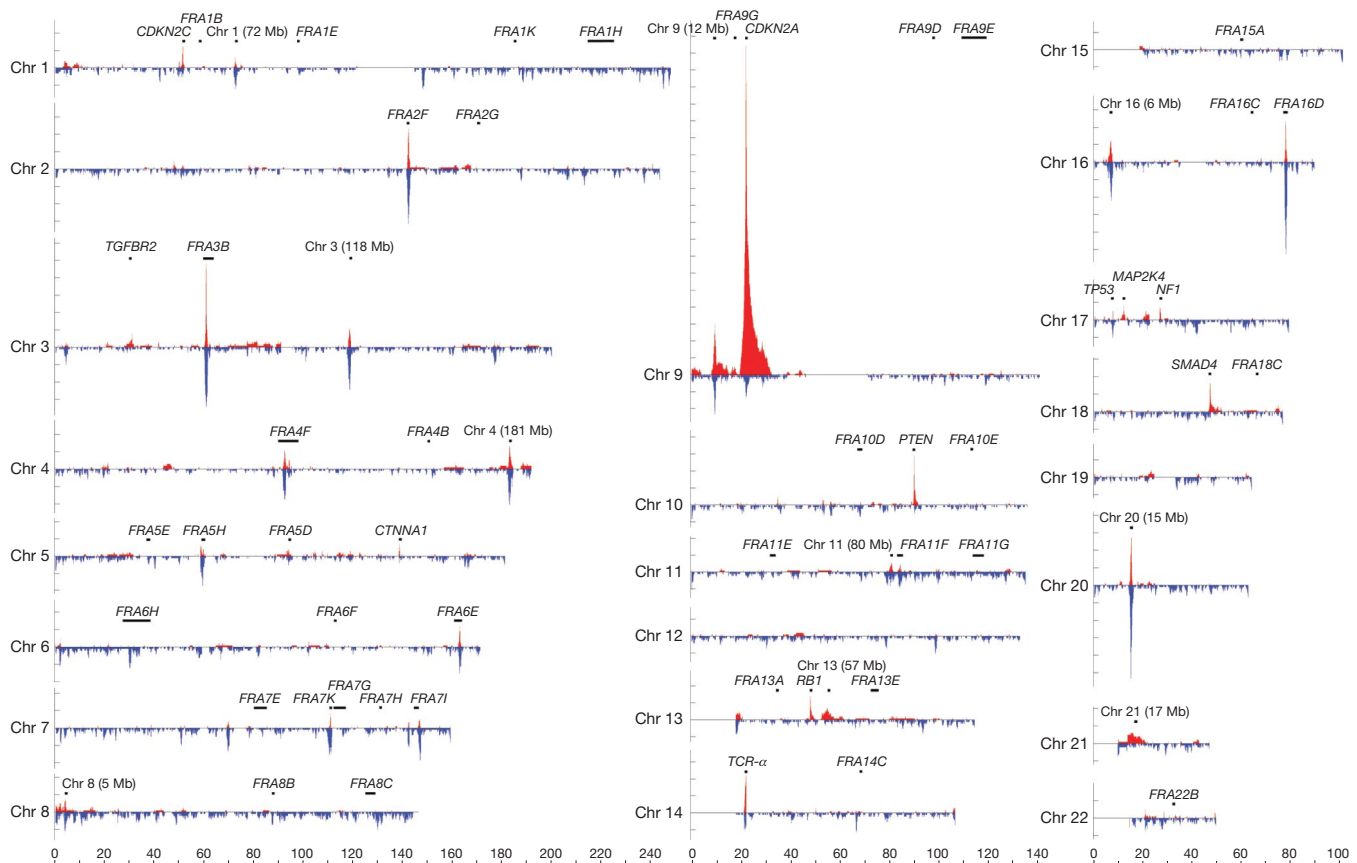 FRA1B
CDKN2C Chr 1 (72 Mb) FRA1E FRA1K FRA1H
Chr 1
FRA2F FRA2G
Chr 2
TGFBR2 FRA3B Chr 3 (118 Mb)
Chr 3
FRA4F FRA4B Chr 4 (181 Mb)
Chr 4
FRA5E FRA5H FRA5D CTNNA1
Chr 5
FRA6H FRA6F FRA6E
Chr 6
FRA7G
FRA7E FRA7K FRA7H FRA7I
Chr 7
Chr 8 (5 Mb) FRA8B FRA8C
Chr 8
0 20 40 60 80 100 120 140 160 180 200 220 240
FRA9G
Chr 9 (12 Mb) CDKN2A FRA9D FRA9E
Chr 9
FRA10D PTEN FRA10E
Chr 10
FRA11E Chr 11 (80 Mb) FRA11F FRA11G
Chr 11
Chr 12
Chr 13 (57 Mb)
FRA13A RB1 FRA13E
Chr 13
TCR-α FRA14C
Chr 14
0 20 40 60 80 100 120 140
FRA15A
Chr 15
Chr 16 (6 Mb) FRA16C FRA16D
Chr 16
MAP2K4
TP53 NF1
Chr 17
SMAD4 FRA18C
Chr 18
Chr 19
Chr 20 (15 Mb)
Chr 20
Chr 21 (17 Mb)
Chr 21
FRA22B
Chr 22
0 20 40 60 80 100